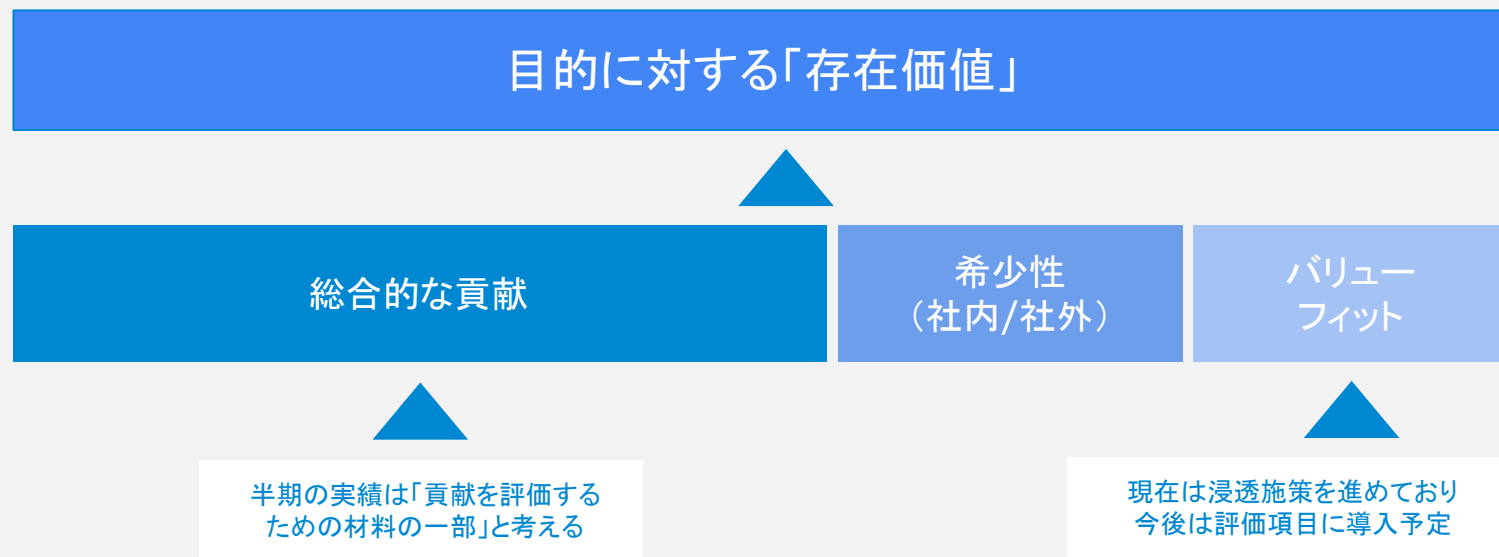 目的に対する「存在価値」
総合的な貢献
希少性
（社内/社外）
バリュー
フィット
半期の実績は「貢献を評価する
ための材料の一部」と考える
現在は浸透施策を進めており
今後は評価項目に導入予定